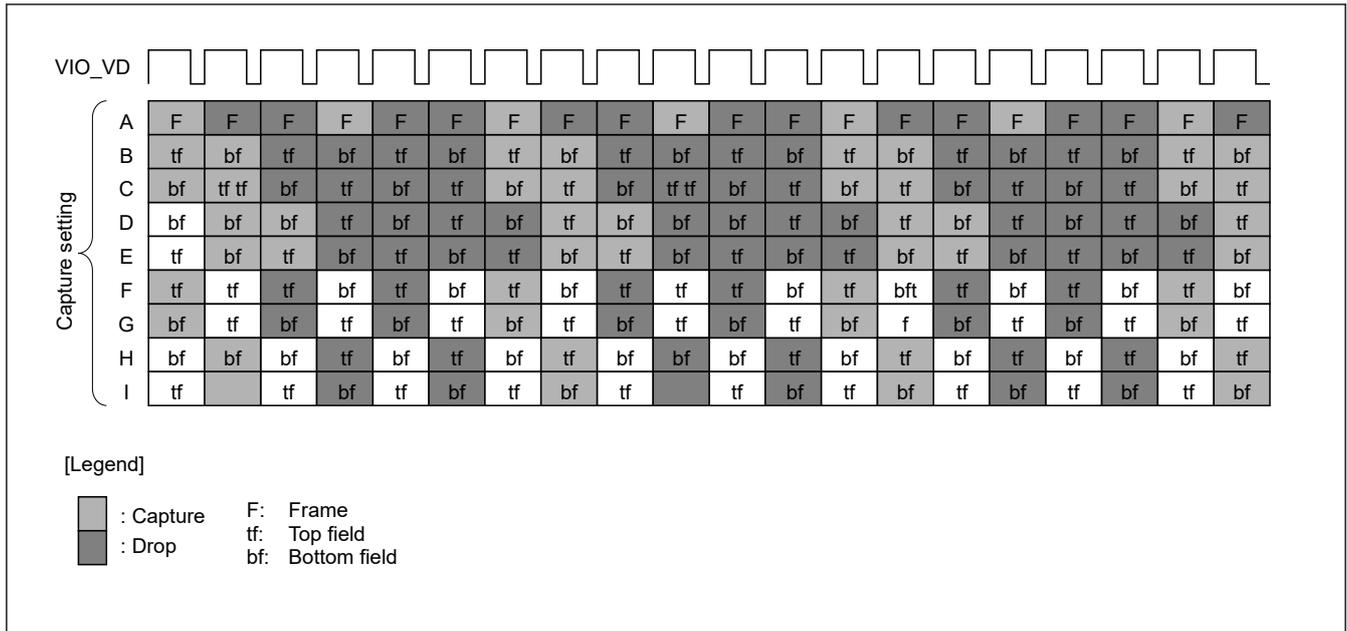 VIO_VD
Capture setting
A F F F F F F F F F F F F F F F F F F F F
B tf bf tf bf tf bf tf bf tf bf tf bf tf bf tf bf tf bf tf bf
C bf tf tf bf tf bf tf bf tf bf tf tf bf tf bf tf bf tf bf tf bf tf
D bf bf bf tf bf tf bf tf bf bf bf tf bf tf bf tf bf tf bf tf
E tf bf tf bf tf bf tf bf tf bf tf bf tf bf tf bf tf bf tf bf
F tf tf tf bf tf bf tf bf tf tf tf bf tf bft tf bf tf bf tf bf
G bf tf bf tf bf tf bf tf bf tf bf tf bf f bf tf bf tf bf tf
H bf bf bf tf bf tf bf tf bf bf bf tf bf tf bf tf bf tf bf tf
I tf tf bf tf bf tf bf tf tf bf tf bf tf bf tf bf tf bf
[Legend]
: Capture
: Drop
F: Frame
tf: Top field
bf: Bottom field